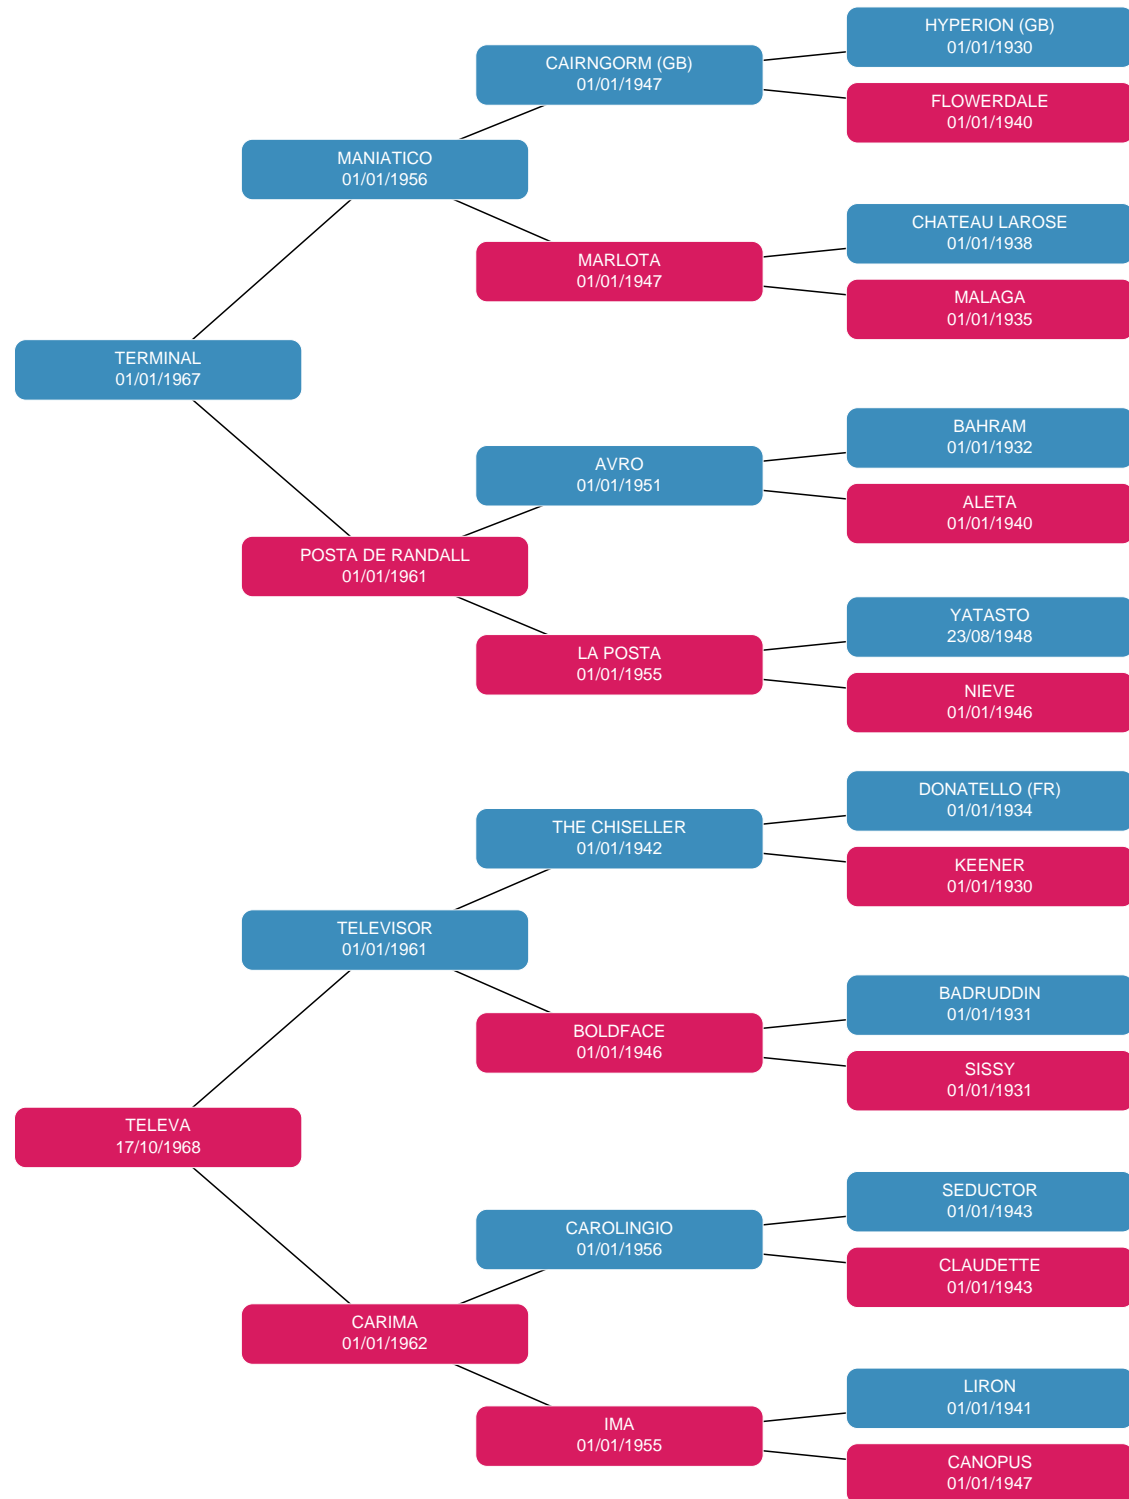 HYPERION (GB)
01/01/1930
CAIRNGORM (GB)
01/01/1947
FLOWERDALE
01/01/1940
MANIATICO
01/01/1956
CHATEAU LAROSE
01/01/1938
MARLOTA
01/01/1947
MALAGA
01/01/1935
TERMINAL
01/01/1967
BAHRAM
01/01/1932
AVRO
01/01/1951
ALETA
01/01/1940
POSTA DE RANDALL
01/01/1961
YATASTO
23/08/1948
LA POSTA
01/01/1955
NIEVE
01/01/1946
DONATELLO (FR)
01/01/1934
THE CHISELLER
01/01/1942
KEENER
01/01/1930
TELEVISOR
01/01/1961
BADRUDDIN
01/01/1931
BOLDFACE
01/01/1946
SISSY
01/01/1931
TELEVA
17/10/1968
SEDUCTOR
01/01/1943
CAROLINGIO
01/01/1956
CLAUDETTE
01/01/1943
CARIMA
01/01/1962
LIRON
01/01/1941
IMA
01/01/1955
CANOPUS
01/01/1947